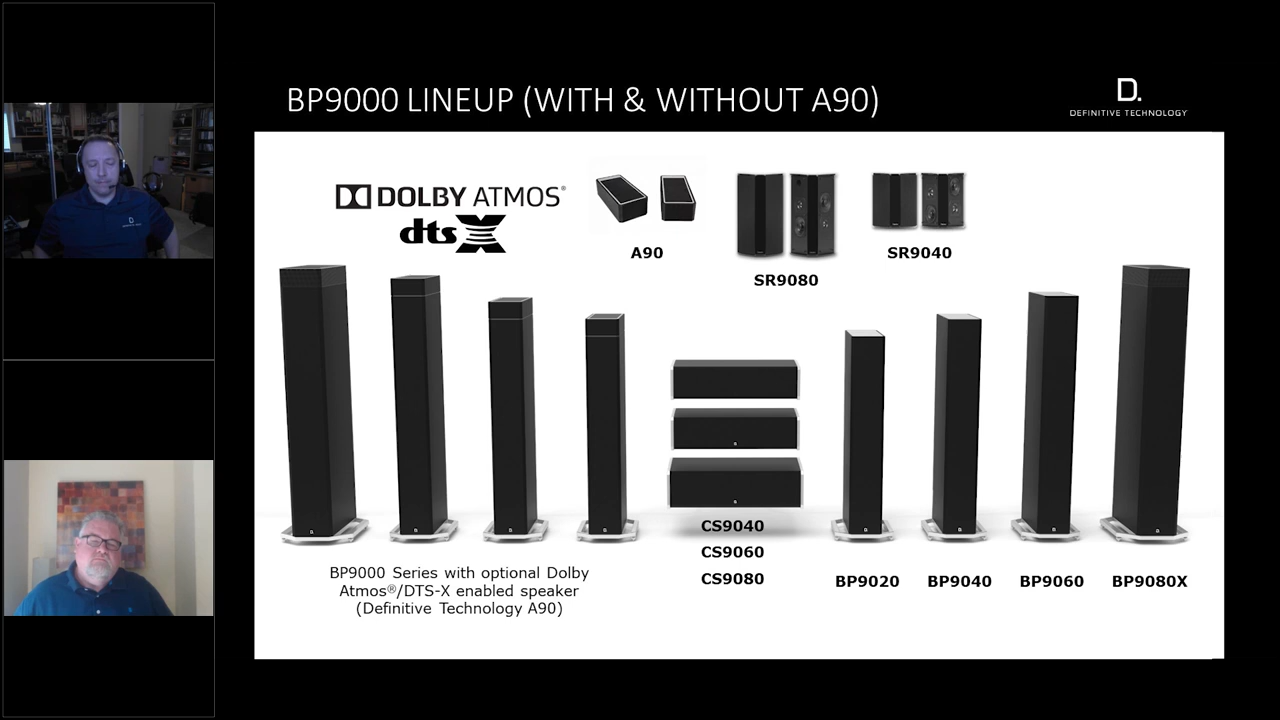 BP9000 LINEUP (WITH & WITHOUT A90)
D.
DEFINITIVE TECHNOLOGY
DOLBY ATMOS®
dts X
A90
SR9080
SR9040
CS9040
CS9060
CS9080
BP9000 Series with optional Dolby
Atmos®/DTS-X enabled speaker
(Definitive Technology A90)
BP9020
BP9040
BP9060
BP9080X